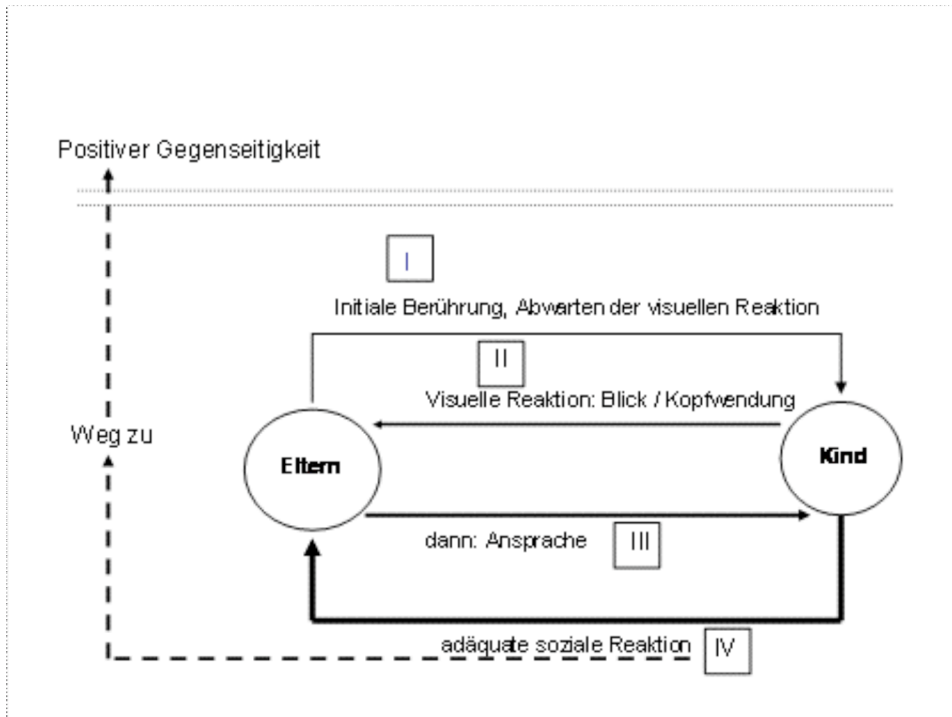 Positiver Gegenseitigkeit
I
Initiale Berührung, Abwarten der visuellen Reaktion
II
Visuelle Reaktion: Blick / Kopfwendung
Weg zu
Eltern
Kind
dann: Ansprache
III
adäquate soziale Reaktion
IV